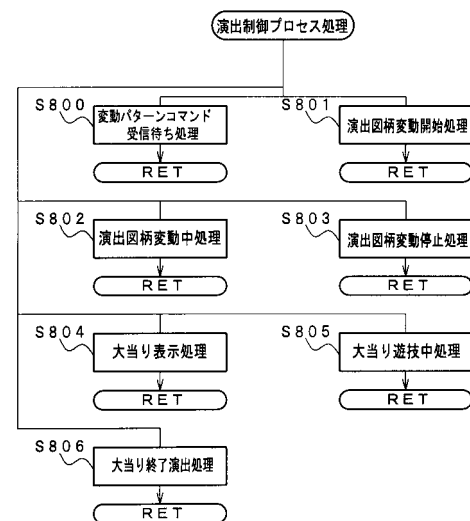 演出制御プロセス処理
S800
変動パターンコマンド
受信待ち処理
RET
S801
演出図柄変動開始処理
RET
S802
演出図柄変動中処理
RET
S803
演出図柄変動停止処理
RET
S804
大当り表示処理
RET
S805
大当り遊技中処理
RET
S806
大当り終了演出処理
RET